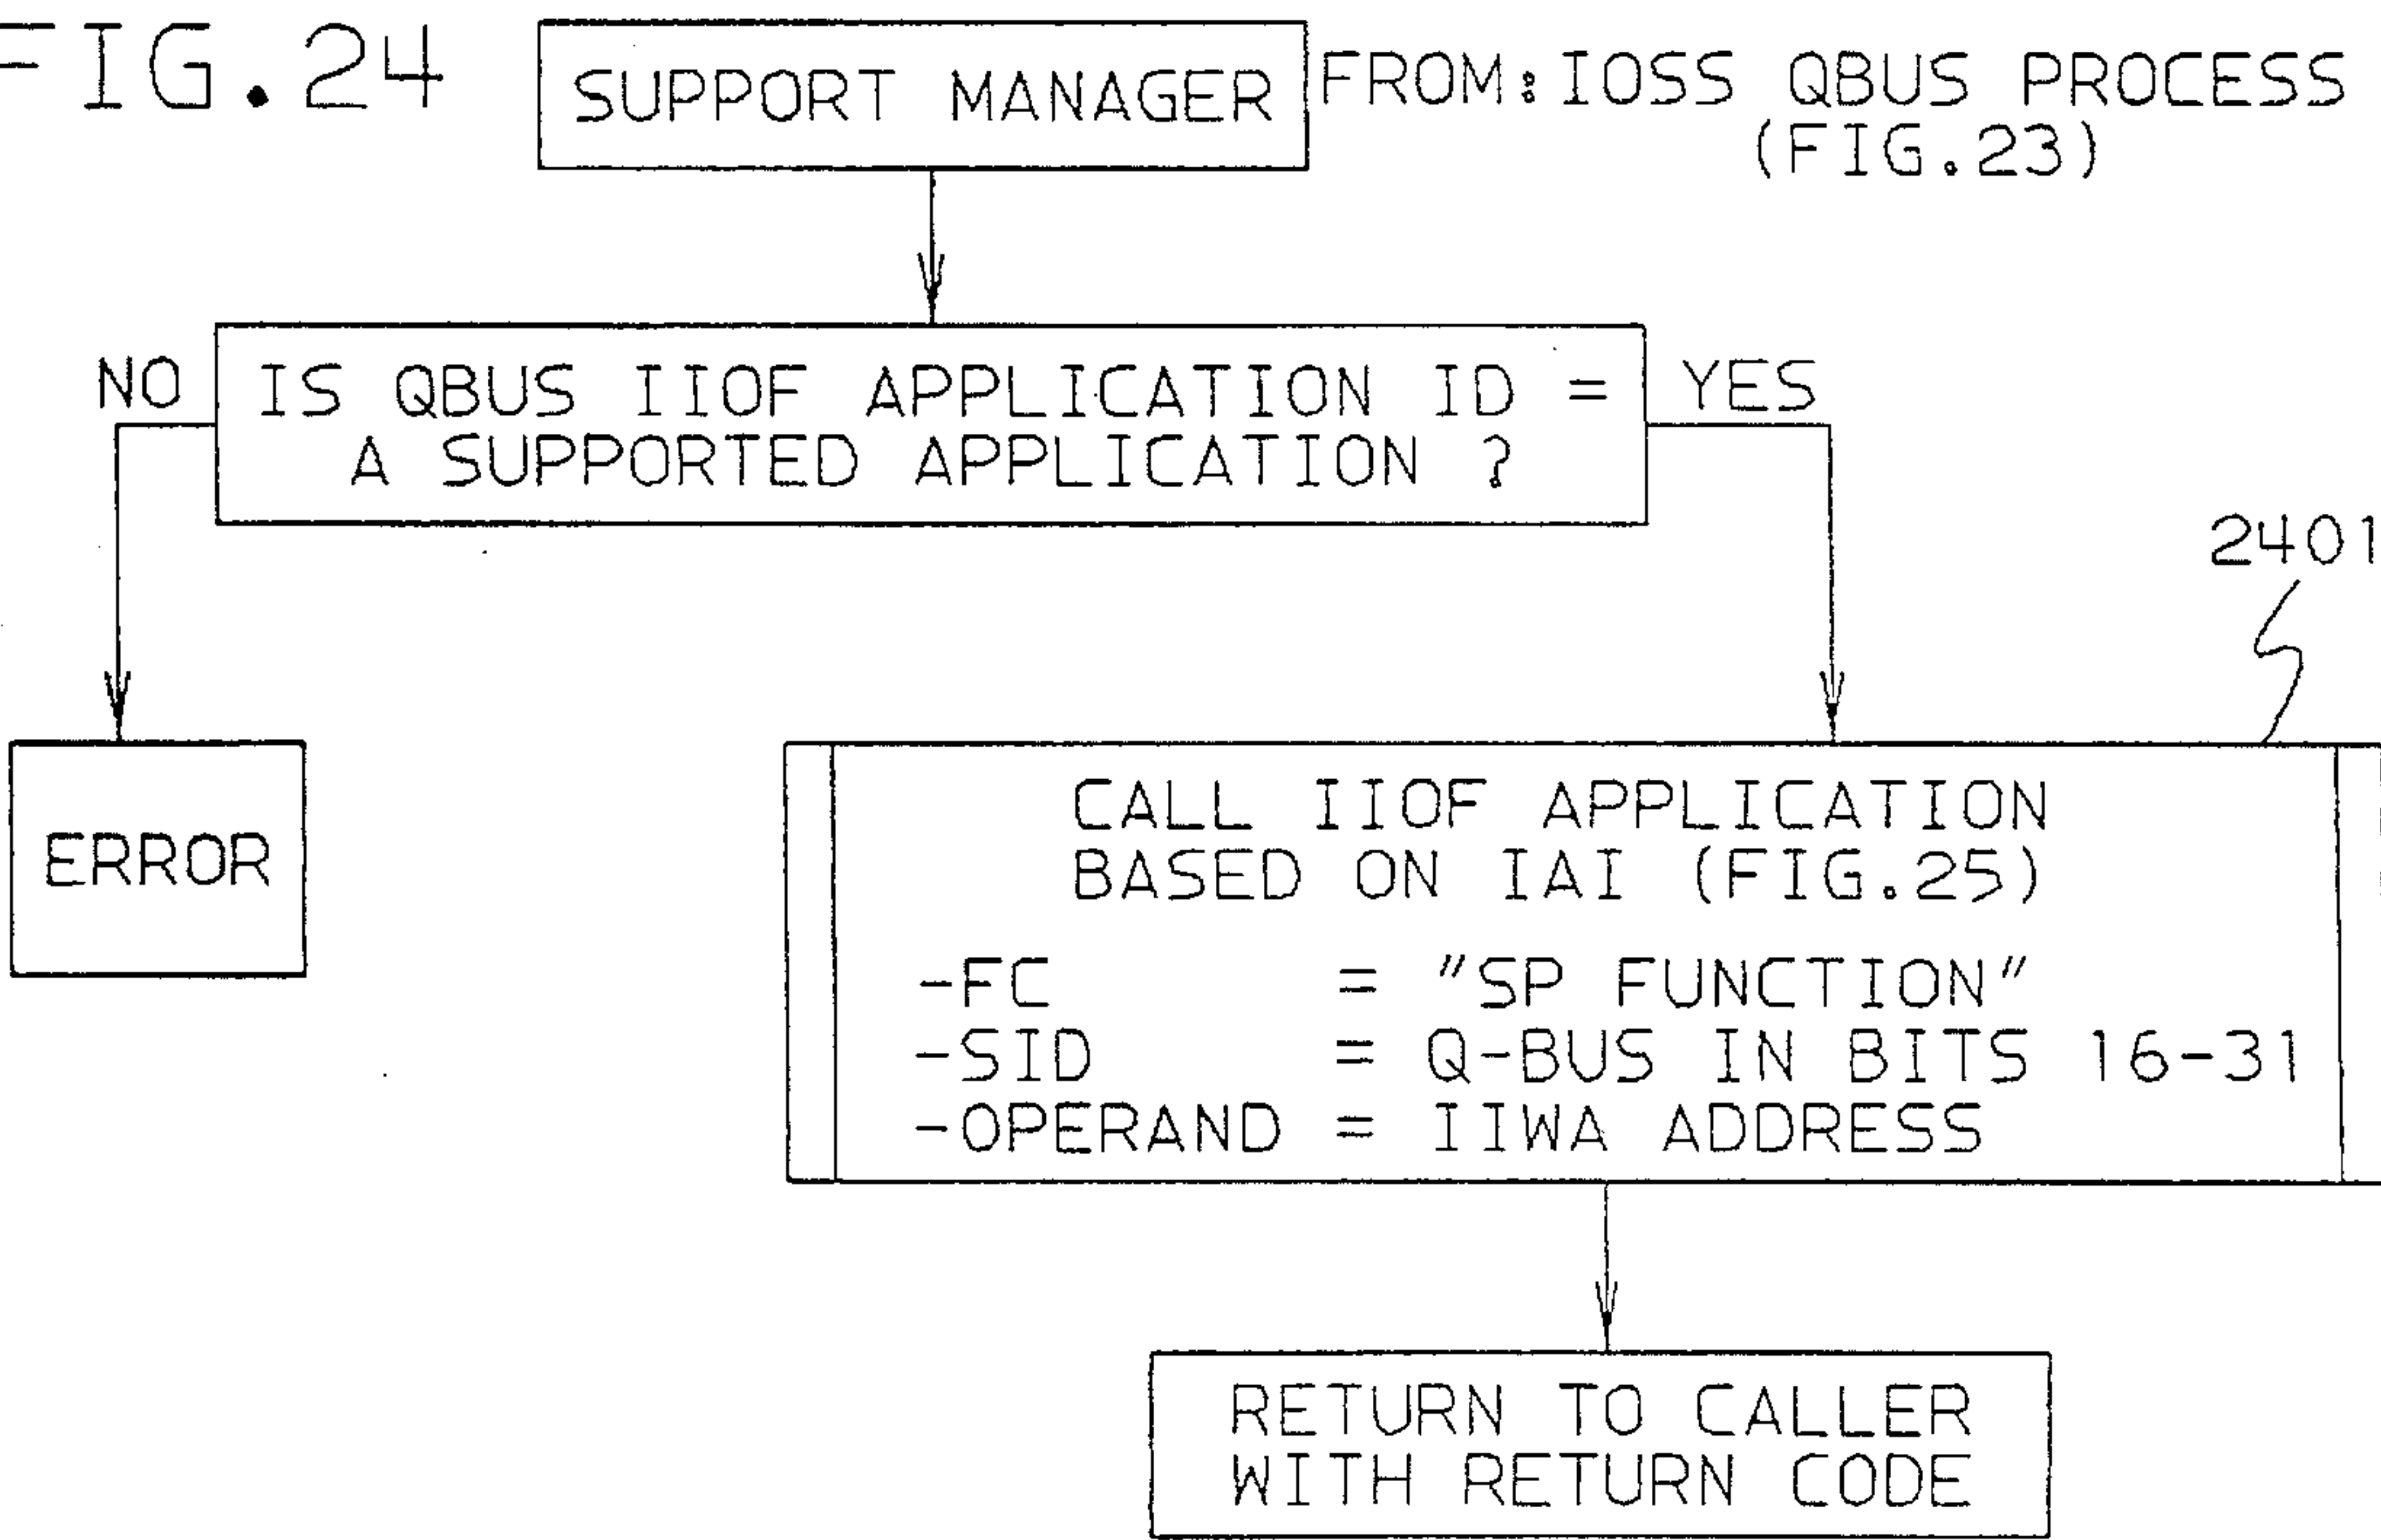 FIG.24
SUPPORT MANAGER
FROM: IOSS QBUS PROCESS
(FIG.23)
NO
IS QBUS IIOF APPLICATION ID =
A SUPPORTED APPLICATION ?
YES
2401
ERROR
CALL IIOF APPLICATION
BASED ON IAI (FIG.25)
-FC = "SP FUNCTION"
-SID = Q-BUS IN BITS 16-31
-OPERAND = IIWA ADDRESS
RETURN TO CALLER
WITH RETURN CODE